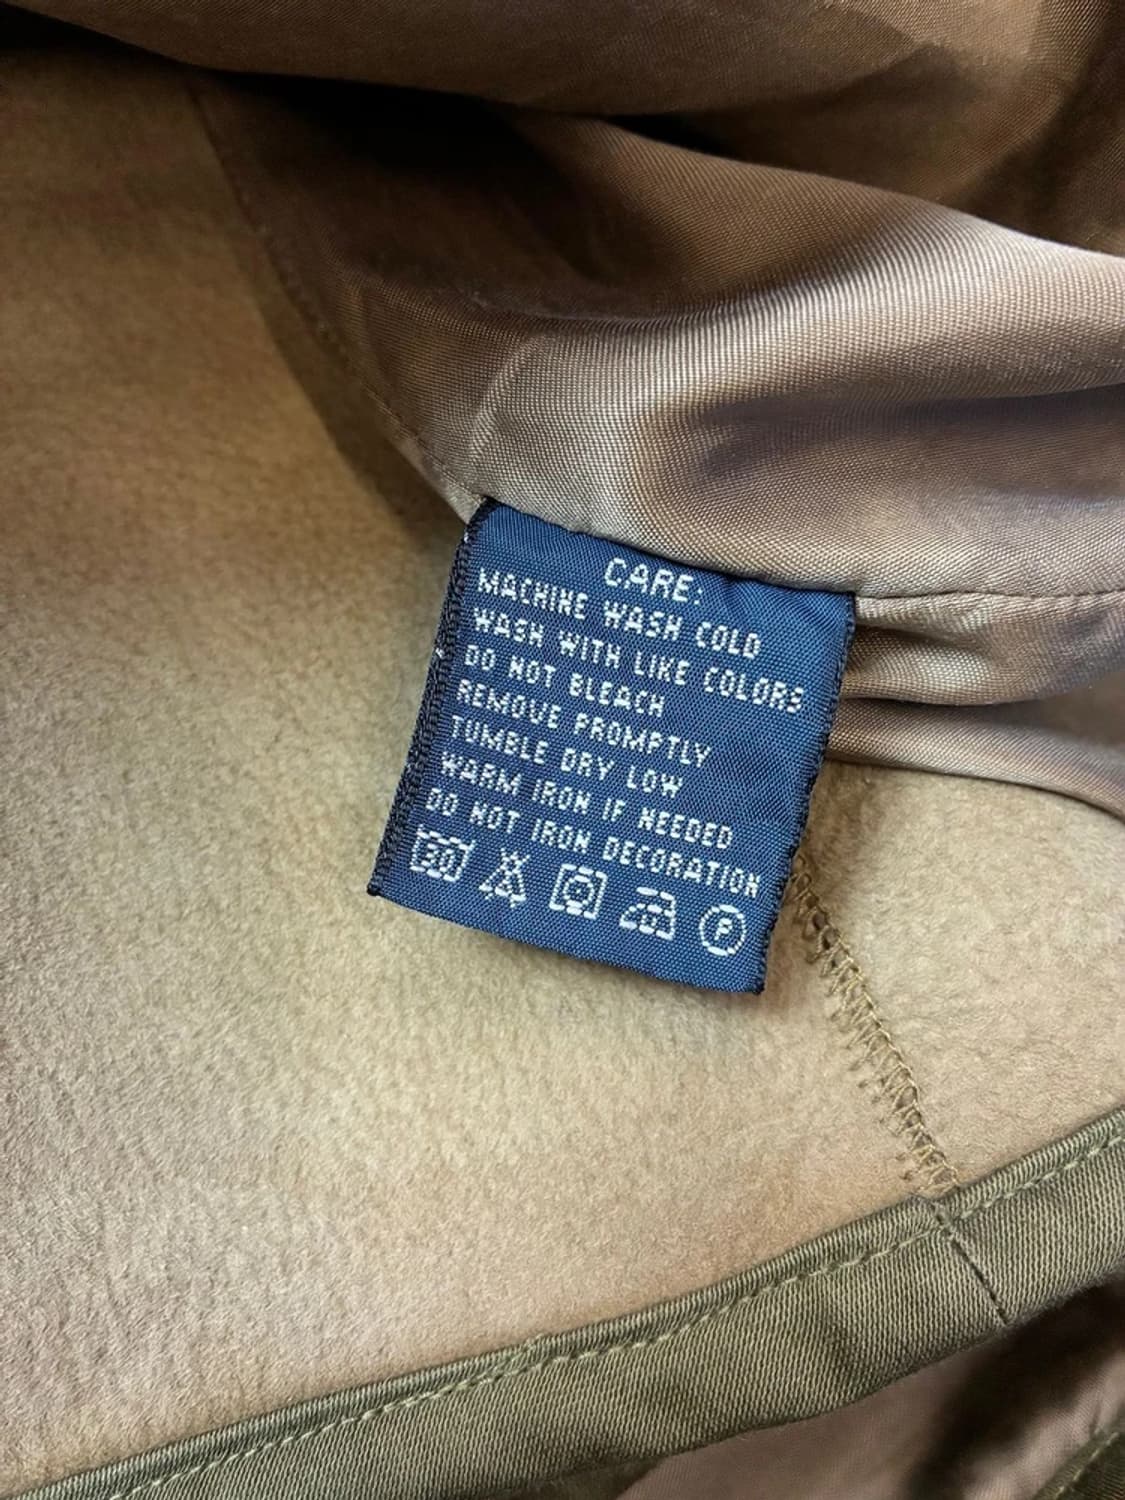 CARE:
MACHINE WASH COLD
WASH WITH LIKE COLORS
DO NOT BLEACH
REMOVE PROMPTLY
TUMBLE DRY LOW
WARM IRON IF NEEDED
DO NOT IRON DECORATION
30 P